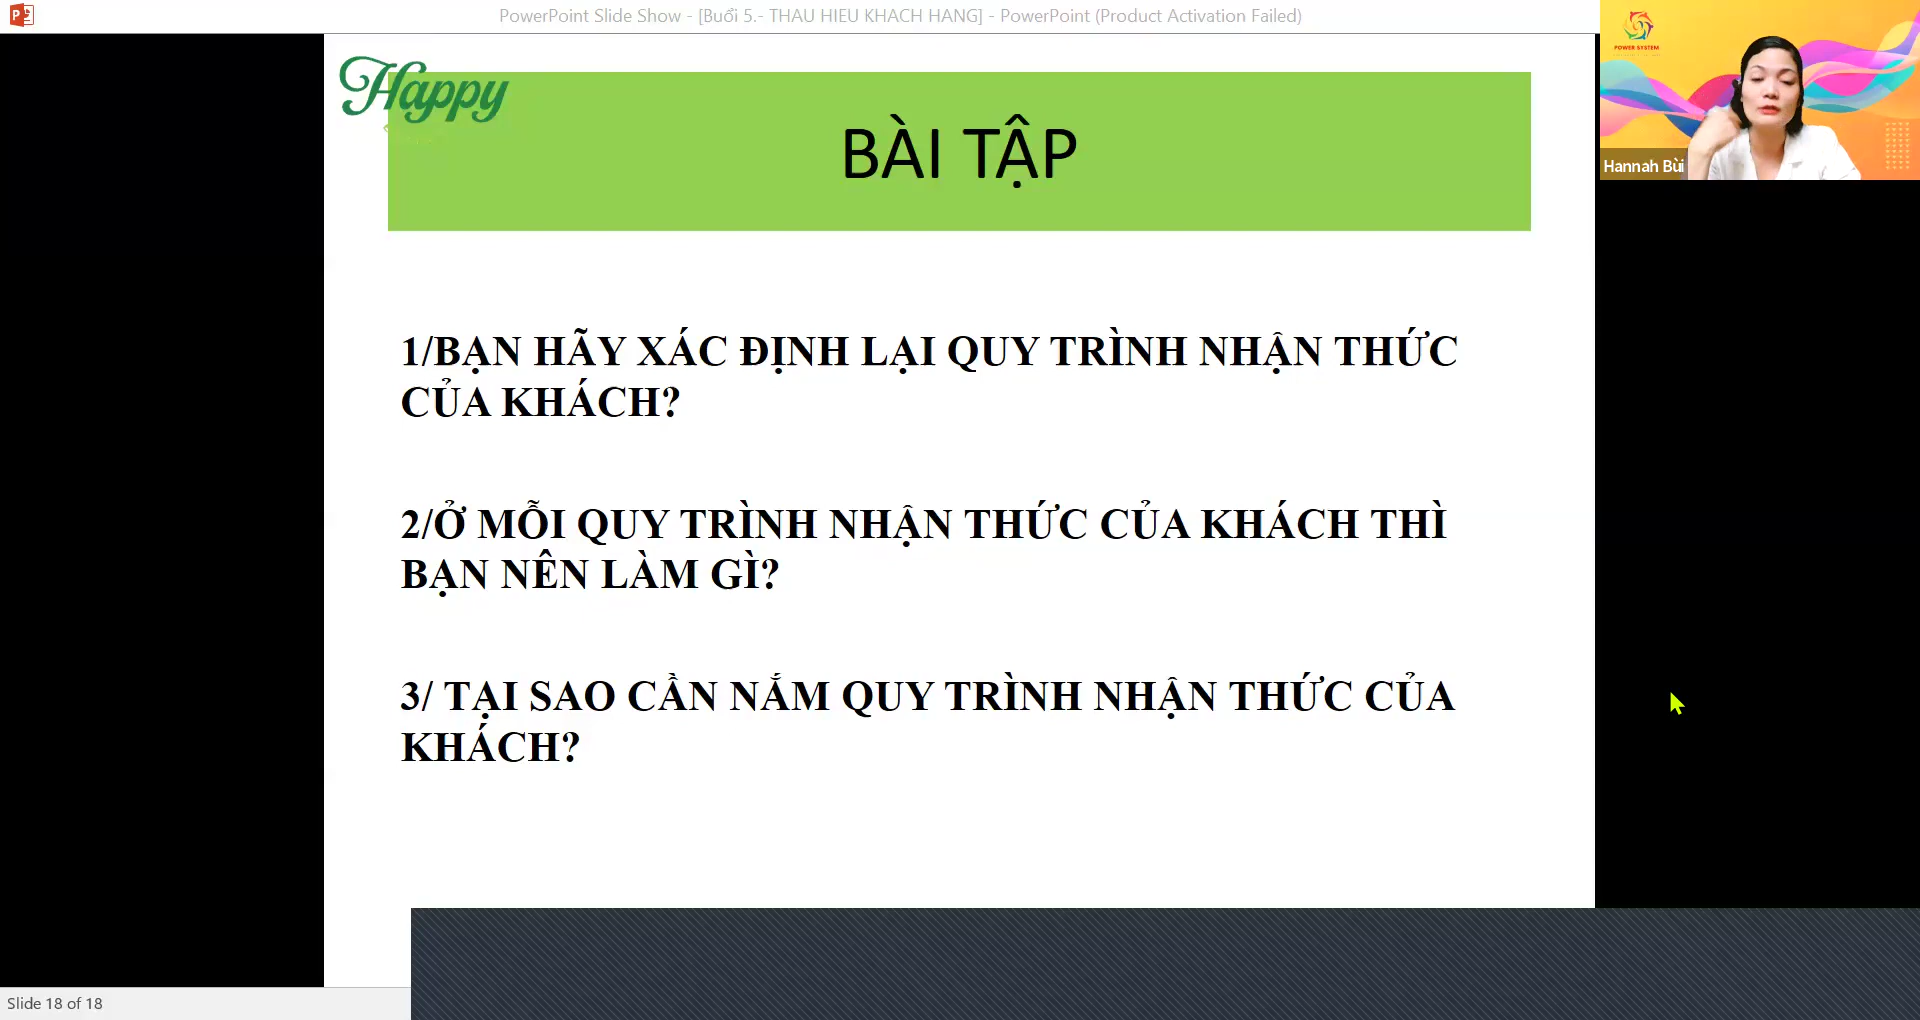 PowerPoint Slide Show - [Buổi 5.- THAU HIEU KHACH HANG] - PowerPoint (Product Activation Failed)
POWER SYSTEM
Happy
BÀI TẬP
Hannah Bùi
1/BẠN HÃY XÁC ĐỊNH LẠI QUY TRÌNH NHẬN THỨC
CỦA KHÁCH?
2/Ở MỖI QUY TRÌNH NHẬN THỨC CỦA KHÁCH THÌ
BẠN NÊN LÀM GÌ?
3/ TẠI SAO CẦN NẮM QUY TRÌNH NHẬN THỨC CỦA
KHÁCH?
Slide 18 of 18